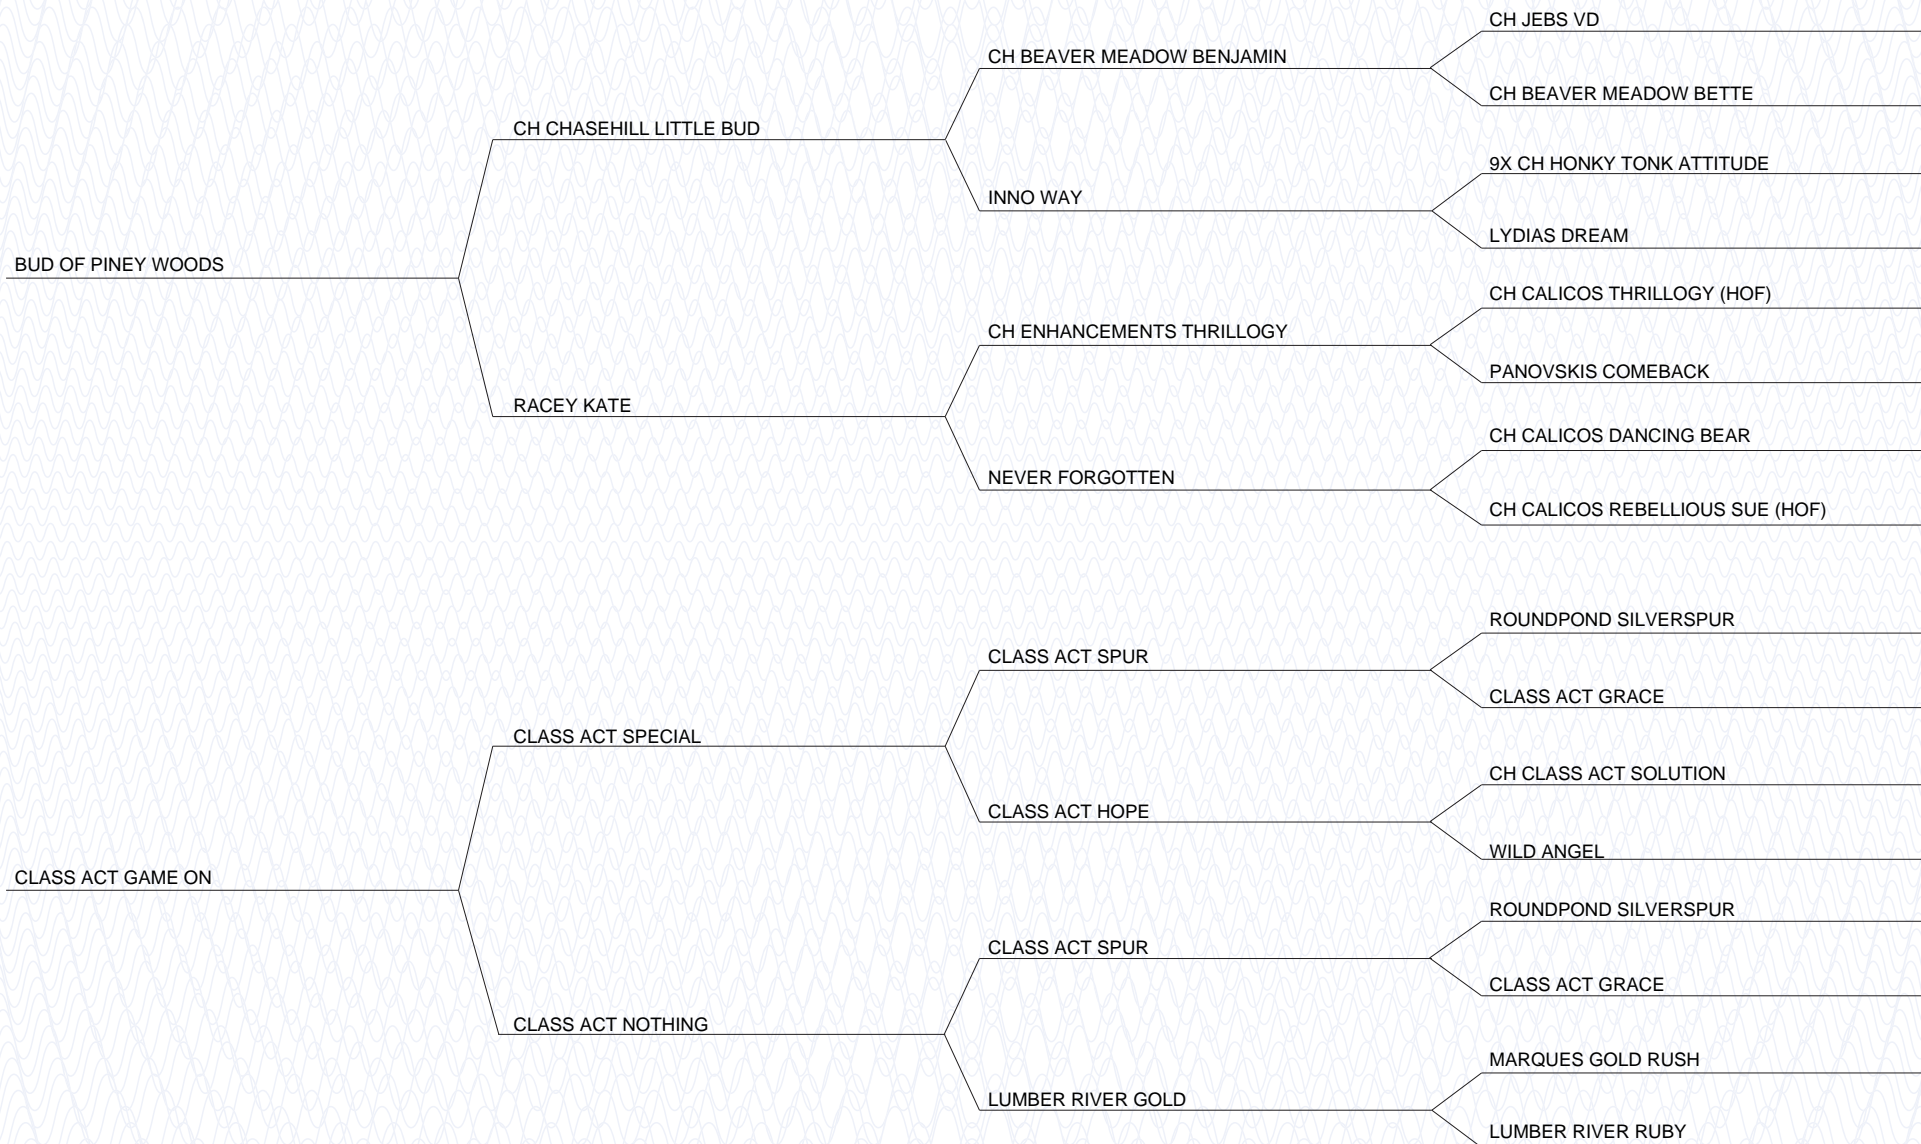 CH JEBS VD
CH BEAVER MEADOW BENJAMIN
CH BEAVER MEADOW BETTE
CH CHASEHILL LITTLE BUD
9X CH HONKY TONK ATTITUDE
INNO WAY
LYDIAS DREAM
BUD OF PINEY WOODS
CH CALICOS THRILLOGY (HOF)
CH ENHANCEMENTS THRILLOGY
PANOVSKIS COMEBACK
RACEY KATE
CH CALICOS DANCING BEAR
NEVER FORGOTTEN
CH CALICOS REBELLIOUS SUE (HOF)
ROUNDPOND SILVERSPUR
CLASS ACT SPUR
CLASS ACT GRACE
CLASS ACT SPECIAL
CH CLASS ACT SOLUTION
CLASS ACT HOPE
WILD ANGEL
CLASS ACT GAME ON
ROUNDPOND SILVERSPUR
CLASS ACT SPUR
CLASS ACT GRACE
CLASS ACT NOTHING
MARQUES GOLD RUSH
LUMBER RIVER GOLD
LUMBER RIVER RUBY